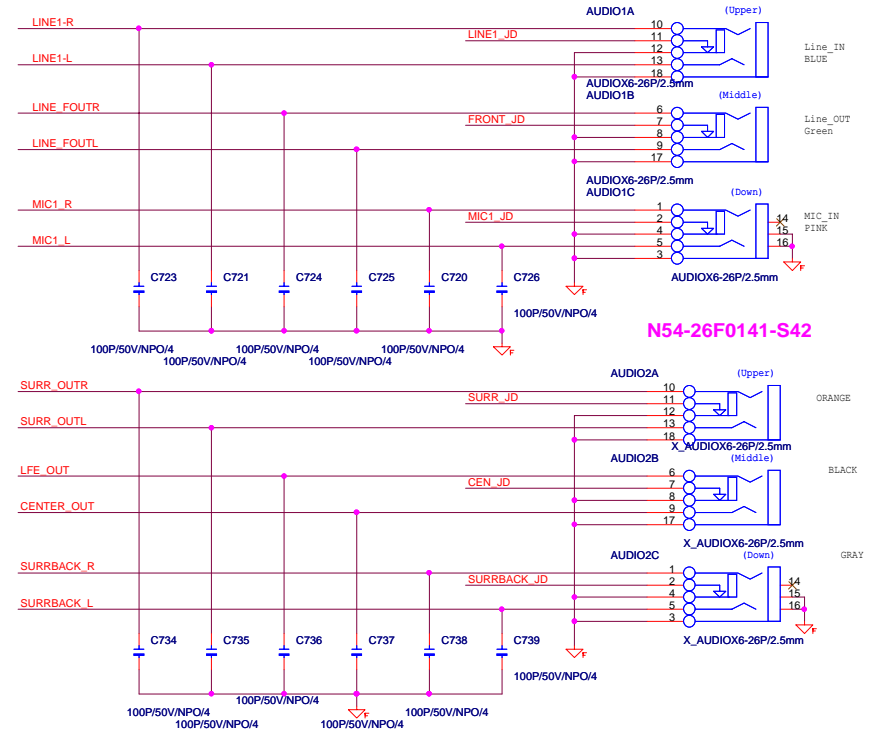 AUDIO1A
(Upper)
LINE1-R
10
LINE1_JD
11
12
Line_IN
BLUE
LINE1-L
13
18
AUDIOX6-26P/2.5mm
AUDIO1B
(Middle)
LINE_FOUTR
6
FRONT_JD
7
Line_OUT
Green
8
LINE_FOUTL
9
17
AUDIOX6-26P/2.5mm
AUDIO1C
(Down)
MIC1_R
1
MIC1_JD
2
14
MIC_IN
PINK
4
15
MIC1_L
5
16
3
C723
C721
C724
C725
C720
C726
AUDIOX6-26P/2.5mm
F
F
100P/50V/NPO/4
N54-26F0141-S42
100P/50V/NPO/4
100P/50V/NPO/4
100P/50V/NPO/4
100P/50V/NPO/4
100P/50V/NPO/4
F
AUDIO2A
(Upper)
SURR_OUTR
10
SURR_JD
11
ORANGE
12
SURR_OUTL
13
18
X_AUDIOX6-26P/2.5mm
AUDIO2B
(Middle)
LFE_OUT
6
BLACK
CEN_JD
7
8
CENTER_OUT
9
17
X_AUDIOX6-26P/2.5mm
AUDIO2C
(Down)
GRAY
SURRBACK_R
1
SURRBACK_JD
2
14
4
15
SURRBACK_L
5
16
3
F
C734
C735
C736
C737
C738
C739
X_AUDIOX6-26P/2.5mm
F
100P/50V/NPO/4
100P/50V/NPO/4
100P/50V/NPO/4
100P/50V/NPO/4
F
100P/50V/NPO/4
100P/50V/NPO/4